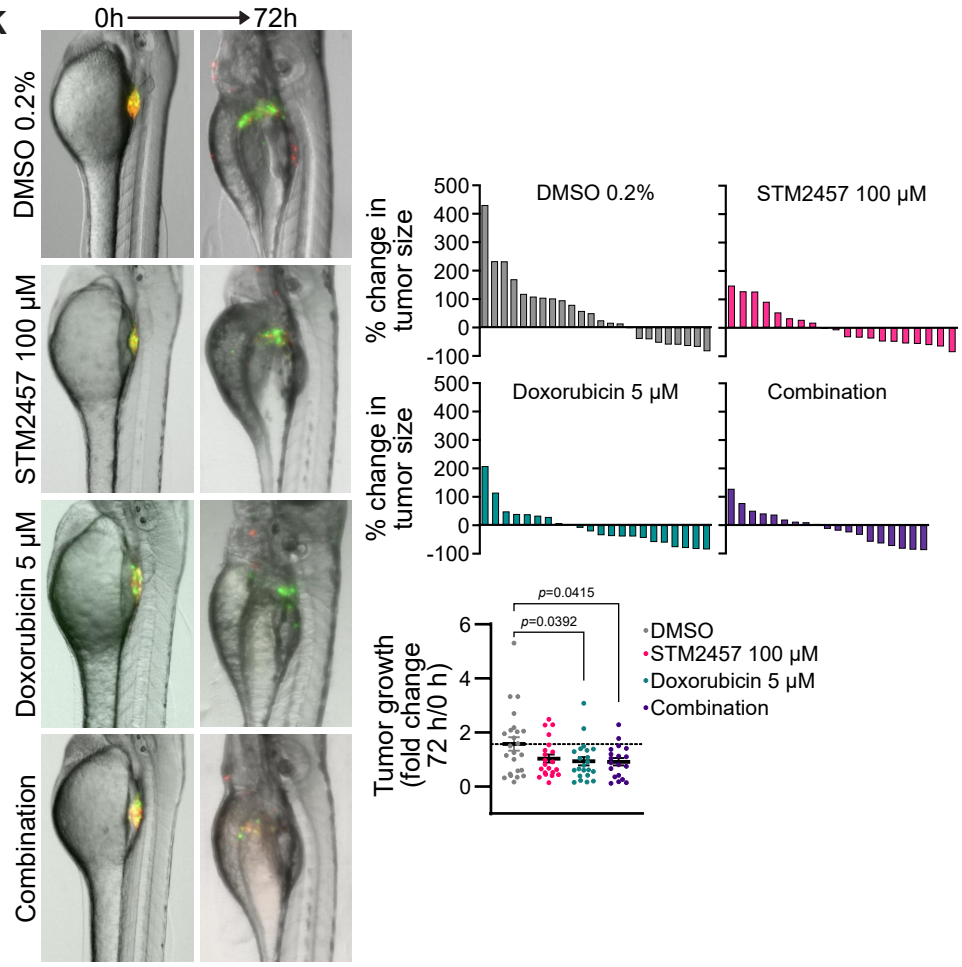 K
0h 72h
DMSO 0.2%
STM2457 100 µM
Doxorubicin 5 µM
Combination
% change in
tumor size
500
400
300
200
100
0
-100
DMSO 0.2%
STM2457 100 µM
% change in
tumor size
500
400
300
200
100
0
-100
Doxorubicin 5 µM
Combination
Tumor growth
(fold change
72 h/0 h)
6
4
2
0
p=0.0415
p=0.0392
DMSO
STM2457 100 µM
Doxorubicin 5 µM
Combination